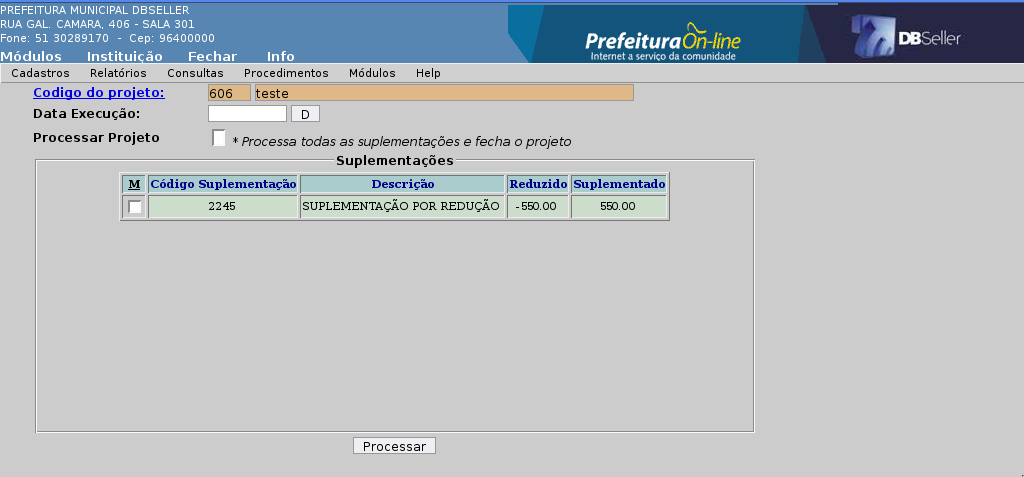 PREFEITURA MUNICIPAL DBSELLER
RUA GAL. CAMARA, 406 - SALA 301
Fone: 51 30289170 - Cep: 96400000
Prefeitura On-line
Internet a serviço da comunidade
DBSeller
Módulos Instituição Fechar Info
Cadastros Relatórios Consultas Procedimentos Módulos Help
Codigo do projeto: 606 teste
Data Execução: D
Processar Projeto * Processa todas as suplementações e fecha o projeto
Suplementações
M Código Suplementação Descrição Reduzido Suplementado
2245 SUPLEMENTAÇÃO POR REDUÇÃO -550.00 550.00
Processar